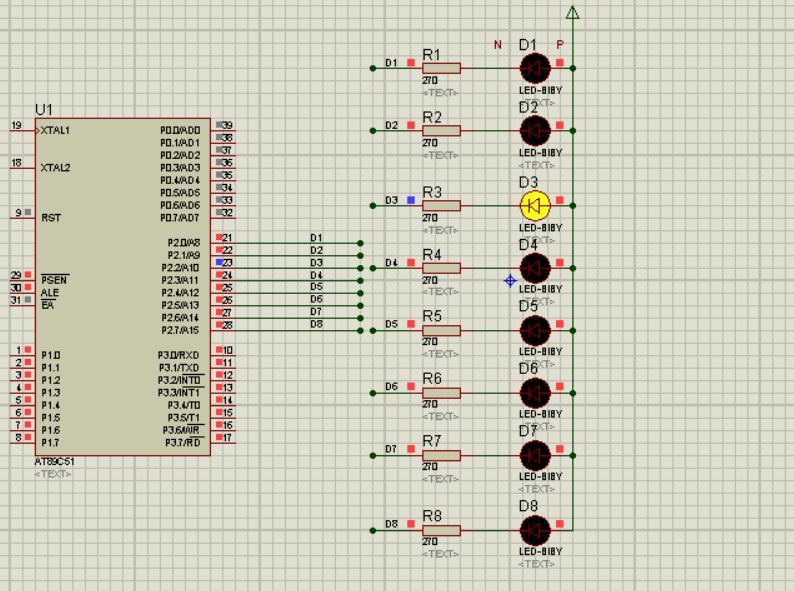 U1
19
XTAL1
18
XTAL2
9
RST
29
PSEN
30
ALE
31
EA
1
P1.0
2
P1.1
3
P1.2
4
P1.3
5
P1.4
6
P1.5
7
P1.6
8
P1.7
P0.0/AD0
39
P0.1/AD1
38
P0.2/AD2
37
P0.3/AD3
36
P0.4/AD4
35
P0.5/AD5
34
P0.6/AD6
33
P0.7/AD7
32
P2.0/A8
21
P2.1/A9
22
P2.2/A10
23
P2.3/A11
24
P2.4/A12
25
P2.5/A13
26
P2.6/A14
27
P2.7/A15
28
P3.0/RXD
10
P3.1/TXD
11
P3.2/INT0
12
P3.3/INT1
13
P3.4/T0
14
P3.5/T1
15
P3.6/WR
16
P3.7/RD
17
AT89C51
<TEXT>
D1
D2
D3
D4
D5
D6
D7
D8
N
P
D1
R1
270
<TEXT>
D1
LED-BIBY
<TEXT>
D2
R2
270
<TEXT>
D2
LED-BIBY
<TEXT>
D3
R3
270
<TEXT>
D3
LED-BIBY
<TEXT>
D4
R4
270
<TEXT>
D4
LED-BIBY
<TEXT>
D5
R5
270
<TEXT>
D5
LED-BIBY
<TEXT>
D6
R6
270
<TEXT>
D6
LED-BIBY
<TEXT>
D7
R7
270
<TEXT>
D7
LED-BIBY
<TEXT>
D8
R8
270
<TEXT>
D8
LED-BIBY
<TEXT>